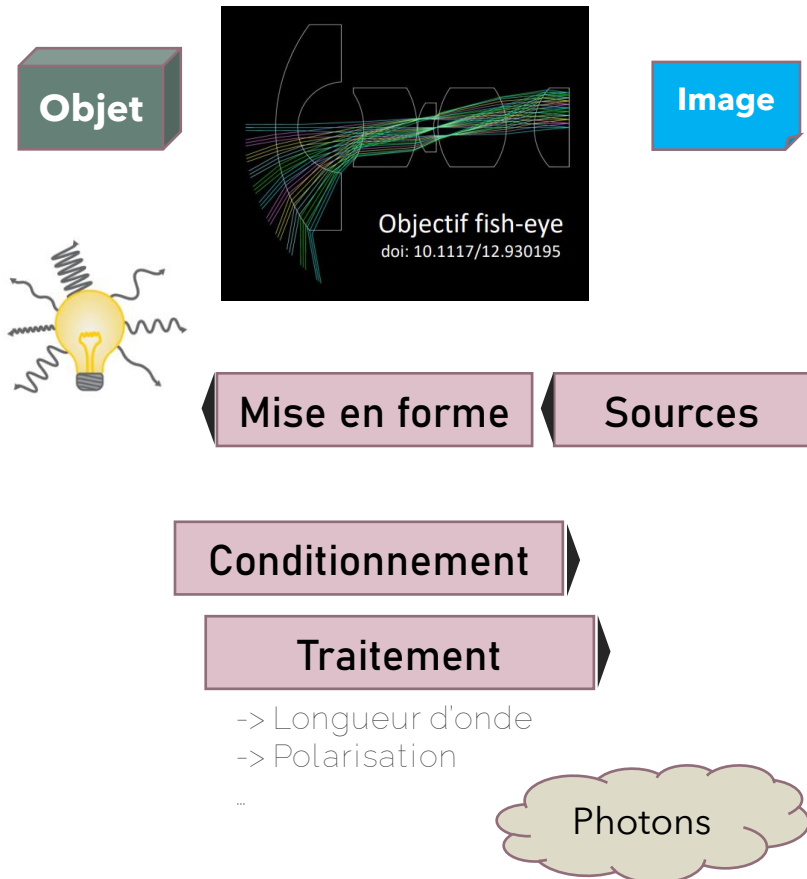 Objet
Image
Objectif fish-eye
doi: 10.1117/12.930195
Mise en forme
Sources
Conditionnement
Traitement
-> Longueur d'onde
-> Polarisation
...
Photons